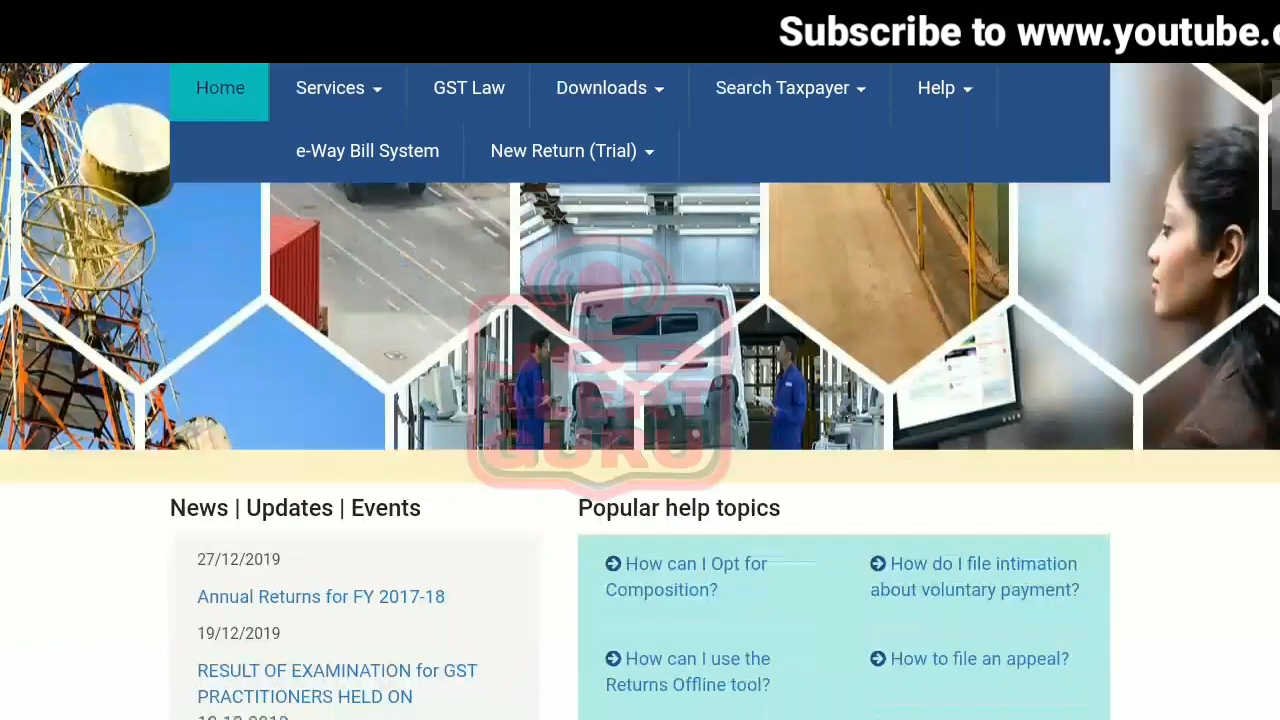 Subscribe to www.youtube.c
Home Services GST Law Downloads Search Taxpayer Help
e-Way Bill System New Return (Trial)
JOB
ALERT
GURU
News | Updates | Events
27/12/2019
Annual Returns for FY 2017-18
19/12/2019
RESULT OF EXAMINATION for GST
PRACTITIONERS HELD ON
Popular help topics
How can I Opt for
Composition?
How do I file intimation
about voluntary payment?
How can I use the
Returns Offline tool?
How to file an appeal?